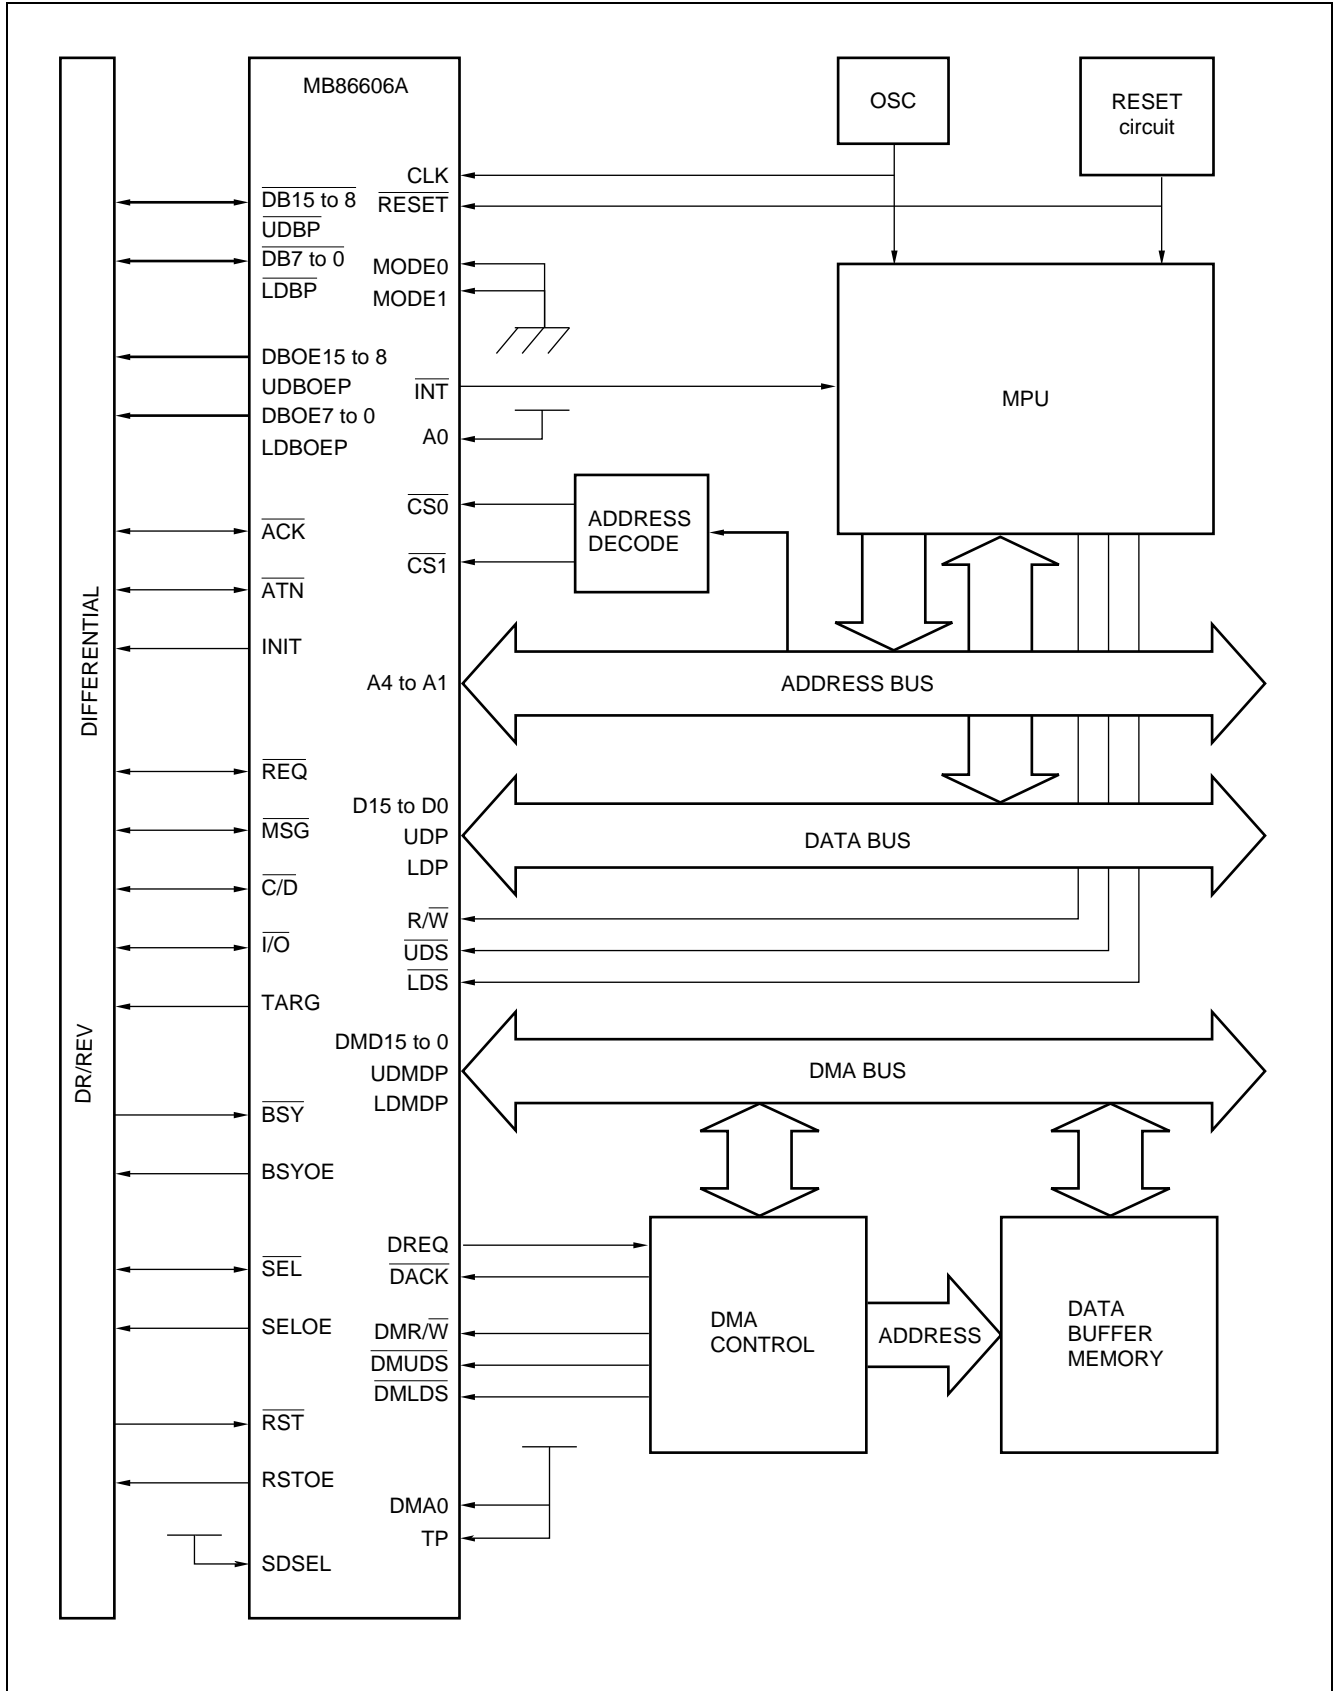 MB86606A
OSC
RESET
circuit
CLK
RESET
DB15 to 8
UDBP
DB7 to 0
LDBP
MODE0
MODE1
DBOE15 to 8
UDBOEP
DBOE7 to 0
LDBOEP
INT
A0
MPU
CS0
CS1
ADDRESS
DECODE
ACK
ATN
INIT
A4 to A1
ADDRESS BUS
DIFFERENTIAL
REQ
MSG
C/D
I/O
TARG
D15 to D0
UDP
LDP
DATA BUS
R/W
UDS
LDS
DMD15 to 0
UDMDP
LDMDP
DMA BUS
DR/REV
BSY
BSYOE
SEL
SELOE
RST
RSTOE
SDSEL
DREQ
DACK
DMR/W
DMUDS
DMLDS
DMA
CONTROL
ADDRESS
DATA
BUFFER
MEMORY
DMA0
TP